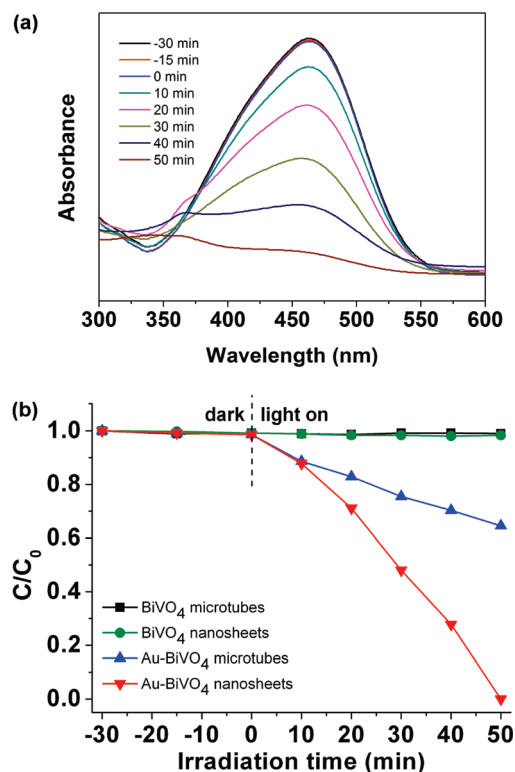 (a)
-30 min
-15 min
0 min
10 min
20 min
30 min
40 min
50 min
Absorbance
300 350 400 450 500 550 600
Wavelength (nm)
(b)
dark light on
1.0
0.8
0.6
0.4
0.2
0.0
C/C₀
BiVO₄ microtubes
BiVO₄ nanosheets
Au-BiVO₄ microtubes
Au-BiVO₄ nanosheets
-30 -20 -10 0 10 20 30 40 50
Irradiation time (min)